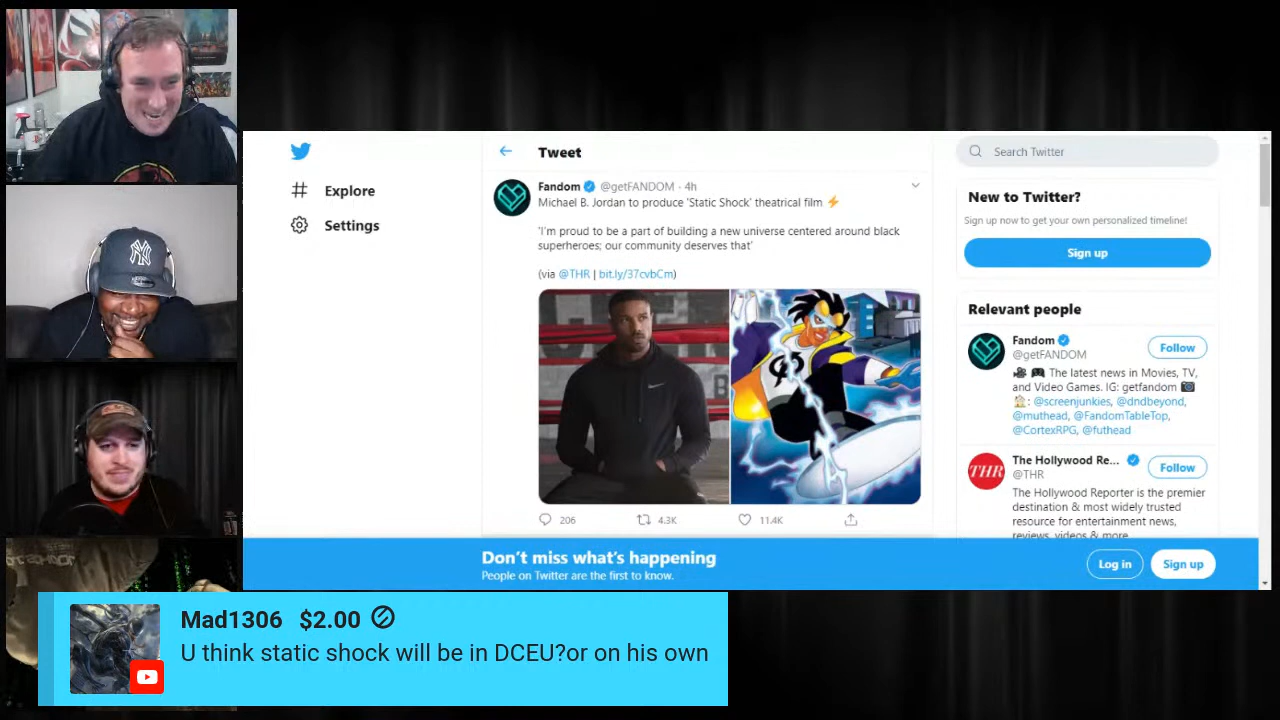 Explore
Settings
Tweet
Fandom @getFANDOM · 4h
Michael B. Jordan to produce 'Static Shock' theatrical film ⚡
'I'm proud to be a part of building a new universe centered around black
superheroes; our community deserves that'
(via @THR | bit.ly/37cvbCm)
206 4.3K 11.4K
Search Twitter
New to Twitter?
Sign up now to get your own personalized timeline!
Sign up
Relevant people
Fandom
@getFANDOM
Follow
The latest news in Movies, TV,
and Video Games. IG: getfandom
: @screenjunkies, @dndbeyond,
@muthead, @FandomTableTop,
@CortexRPG, @futhead
THR
The Hollywood Re...
@THR
Follow
The Hollywood Reporter is the premier
destination & most widely trusted
resource for entertainment news,
reviews, videos & more.
Don't miss what's happening
People on Twitter are the first to know.
Log in
Sign up
Mad1306 $2.00
U think static shock will be in DCEU?or on his own